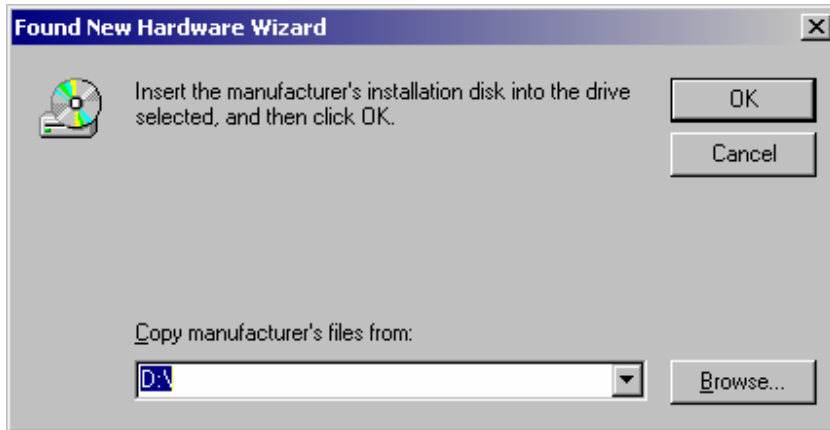 Found New Hardware Wizard
Insert the manufacturer's installation disk into the drive
selected, and then click OK.
OK
Cancel
Copy manufacturer's files from:
D:\
Browse...